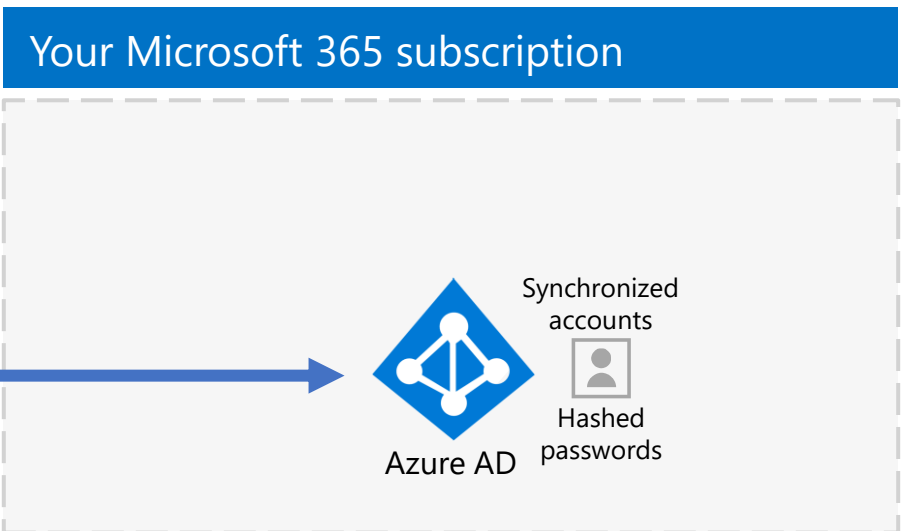 Your Microsoft 365 subscription
Synchronized
accounts
Hashed
passwords
Azure AD